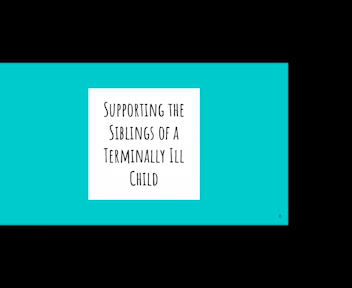 Supporting the
Siblings of a
Terminally Ill
Child